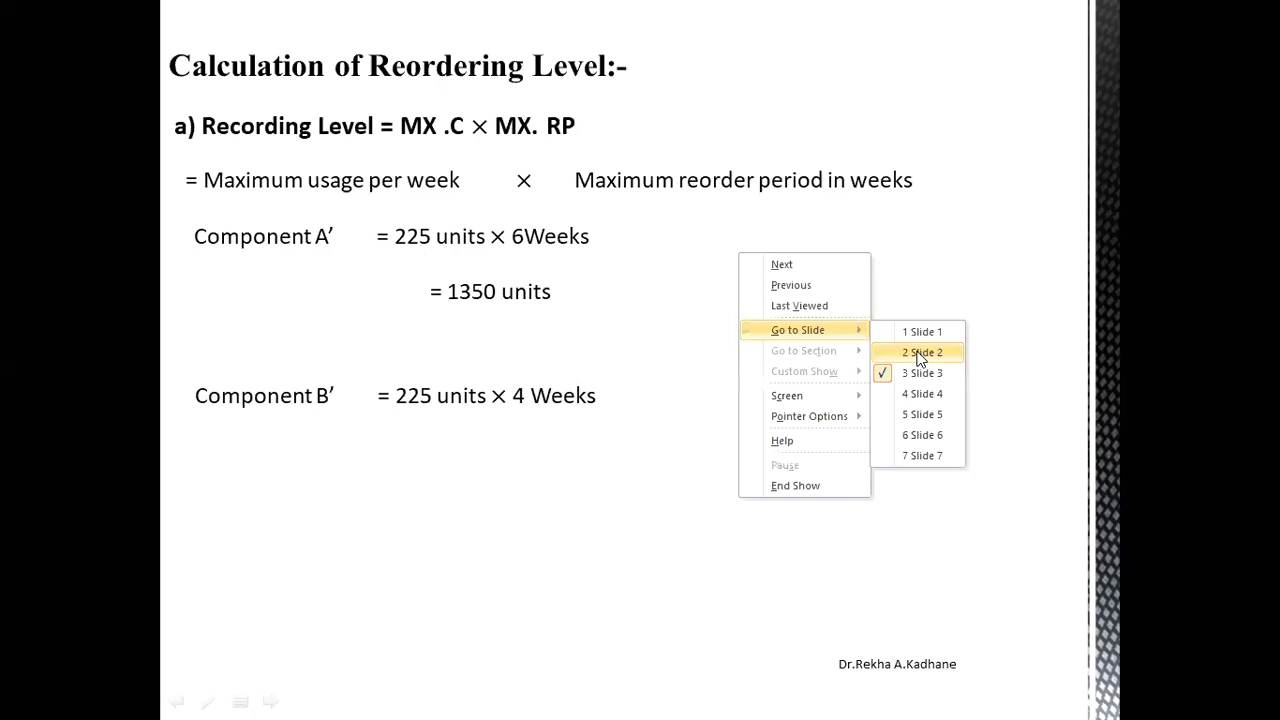 Calculation of Reordering Level:-
a) Recording Level = MX .C × MX. RP
= Maximum usage per week × Maximum reorder period in weeks
Component A’ = 225 units × 6Weeks
= 1350 units
Component B’ = 225 units × 4 Weeks
Next
Previous
Last Viewed
Go to Slide
Go to Section
Custom Show
Screen
Pointer Options
Help
Pause
End Show
1 Slide 1
2 Slide 2
3 Slide 3
4 Slide 4
5 Slide 5
6 Slide 6
7 Slide 7
Dr.Rekha A.Kadhane